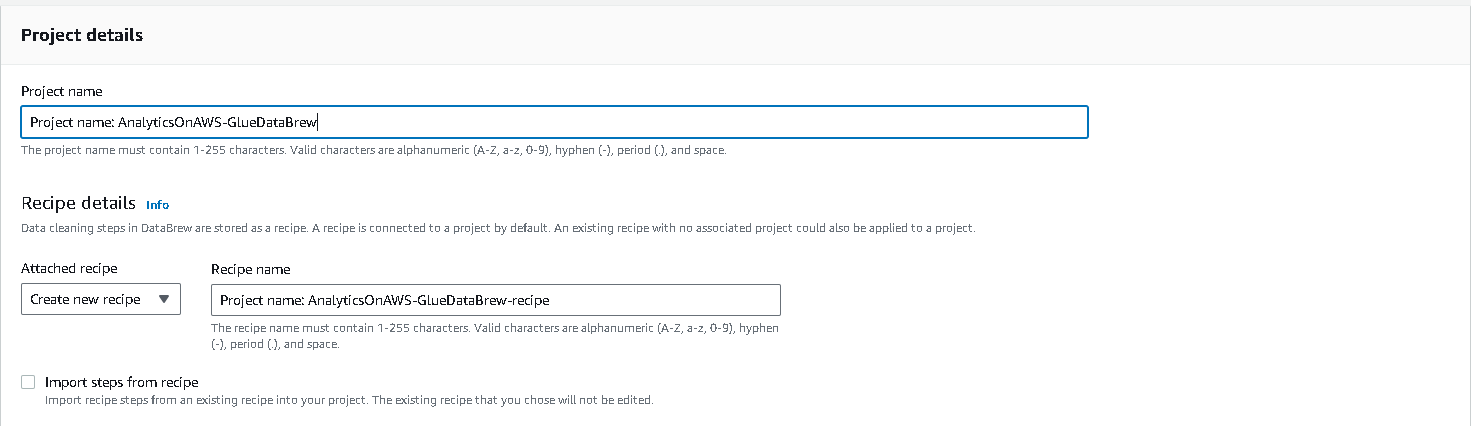 Project details
Project name
Project name: AnalyticsOnAWS-GlueDataBrew
The project name must contain 1-255 characters. Valid characters are alphanumeric (A-Z, a-z, 0-9), hyphen (-), period (.), and space.
Recipe details Info
Data cleaning steps in DataBrew are stored as a recipe. A recipe is connected to a project by default. An existing recipe with no associated project could also be applied to a project.
Attached recipe
Create new recipe
Recipe name
Project name: AnalyticsOnAWS-GlueDataBrew-recipe
The recipe name must contain 1-255 characters. Valid characters are alphanumeric (A-Z, a-z, 0-9), hyphen
(-), period (.), and space.
Import steps from recipe
Import recipe steps from an existing recipe into your project. The existing recipe that you chose will not be edited.